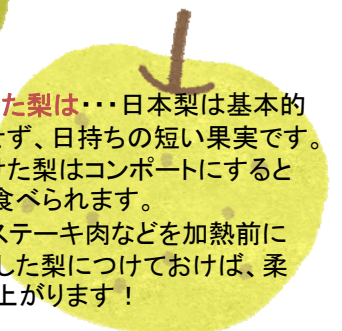 た梨は・・・日本梨は基本的
せず、日持ちの短い果実です。
けた梨はコンポートにすると
食べられます。
ステーキ肉などを加熱前に
した梨につけておけば、柔
上がります！